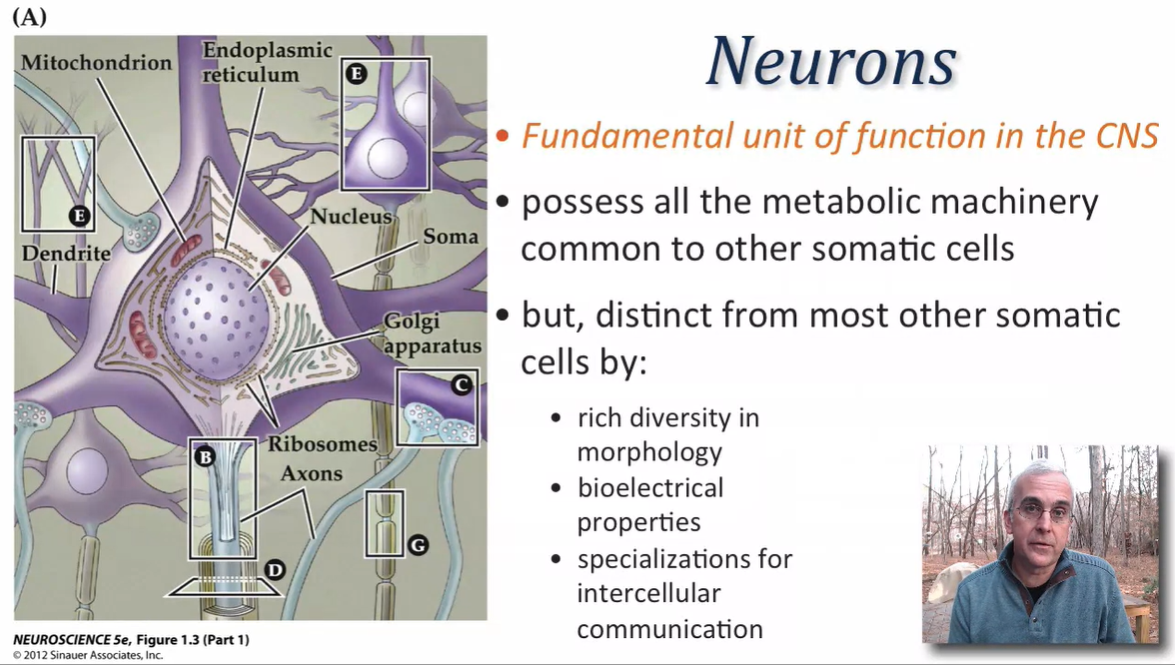 (A)
Mitochondrion
Endoplasmic
reticulum
E
E
Dendrite
Nucleus
Soma
Golgi
apparatus
C
Ribosomes
B
Axons
G
D
NEUROSCIENCE 5e, Figure 1.3 (Part 1)
© 2012 Sinauer Associates, Inc.
Neurons
• Fundamental unit of function in the CNS
• possess all the metabolic machinery
common to other somatic cells
• but, distinct from most other somatic
cells by:
• rich diversity in
morphology
• bioelectrical
properties
• specializations for
intercellular
communication